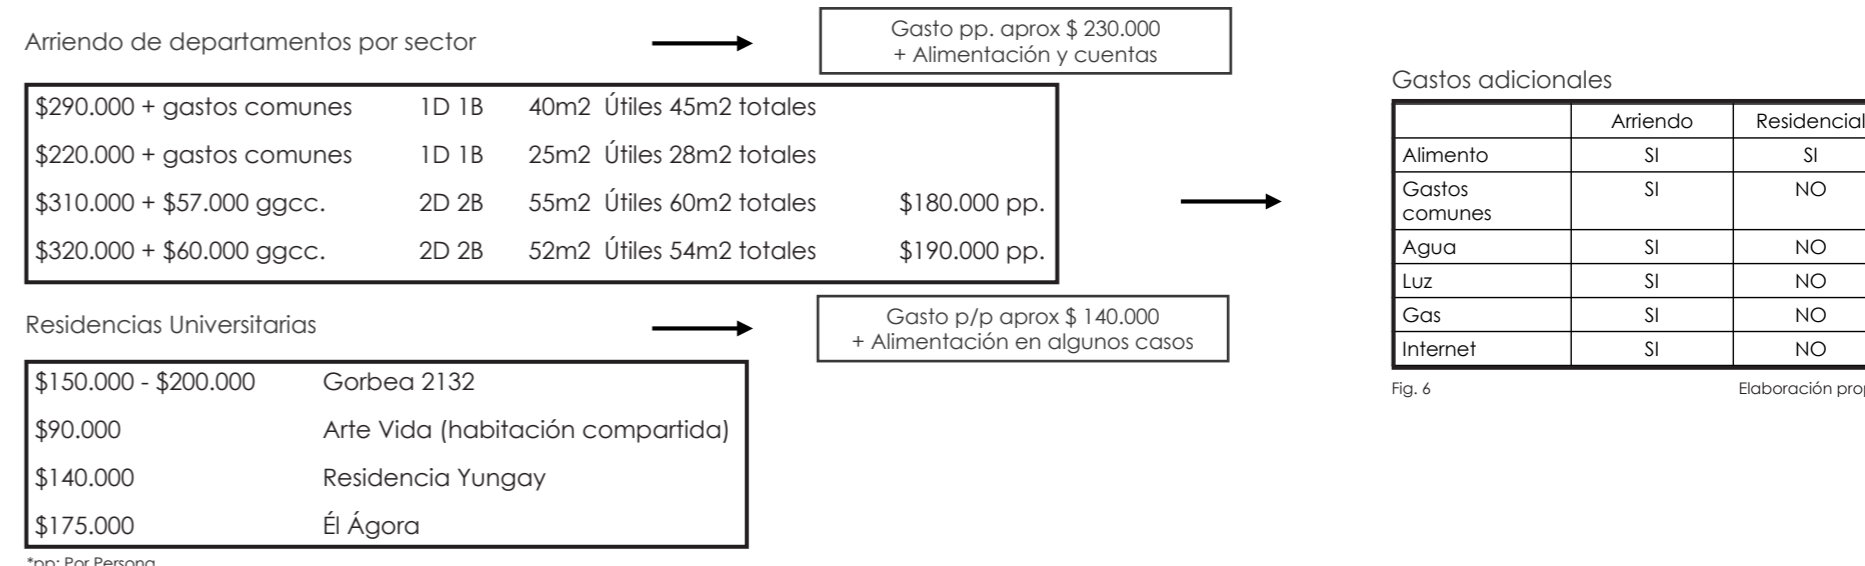 Arriendo de departamentos por sector
Gasto pp. aprox $ 230.000
+ Alimentación y cuentas
$290.000 + gastos comunes 1D 1B 40m2 Útiles 45m2 totales
$220.000 + gastos comunes 1D 1B 25m2 Útiles 28m2 totales
$310.000 + $57.000 ggcc. 2D 2B 55m2 Útiles 60m2 totales $180.000 pp.
$320.000 + $60.000 ggcc. 2D 2B 52m2 Útiles 54m2 totales $190.000 pp.
Residencias Universitarias
Gasto p/p aprox $ 140.000
+ Alimentación en algunos casos
$150.000 - $200.000 Gorbea 2132
$90.000 Arte Vida (habitación compartida)
$140.000 Residencia Yungay
$175.000 Él Ágora
*pp: Por Persona
Gastos adicionales
Arriendo Residencial
Alimento SI SI
Gastos
comunes SI NO
Agua SI NO
Luz SI NO
Gas SI NO
Internet SI NO
Fig. 6 Elaboración